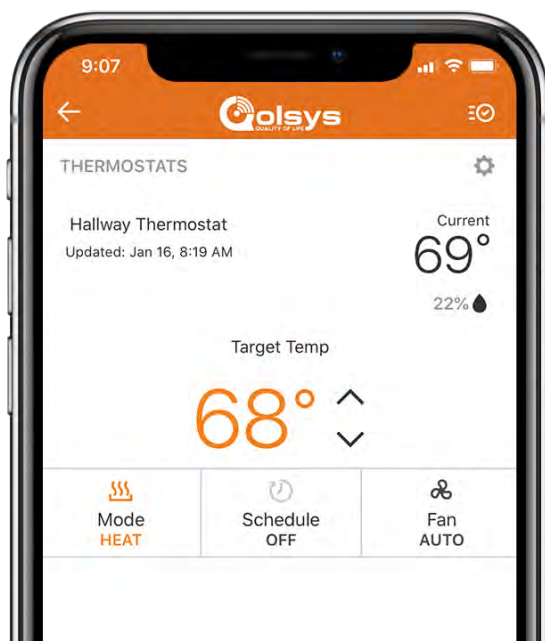 9:07
Qolsys
QUALITY OF LIFE
THERMOSTATS
Hallway Thermostat
Updated: Jan 16, 8:19 AM
Current
69°
22%
Target Temp
68°
Mode
HEAT
Schedule
OFF
Fan
AUTO